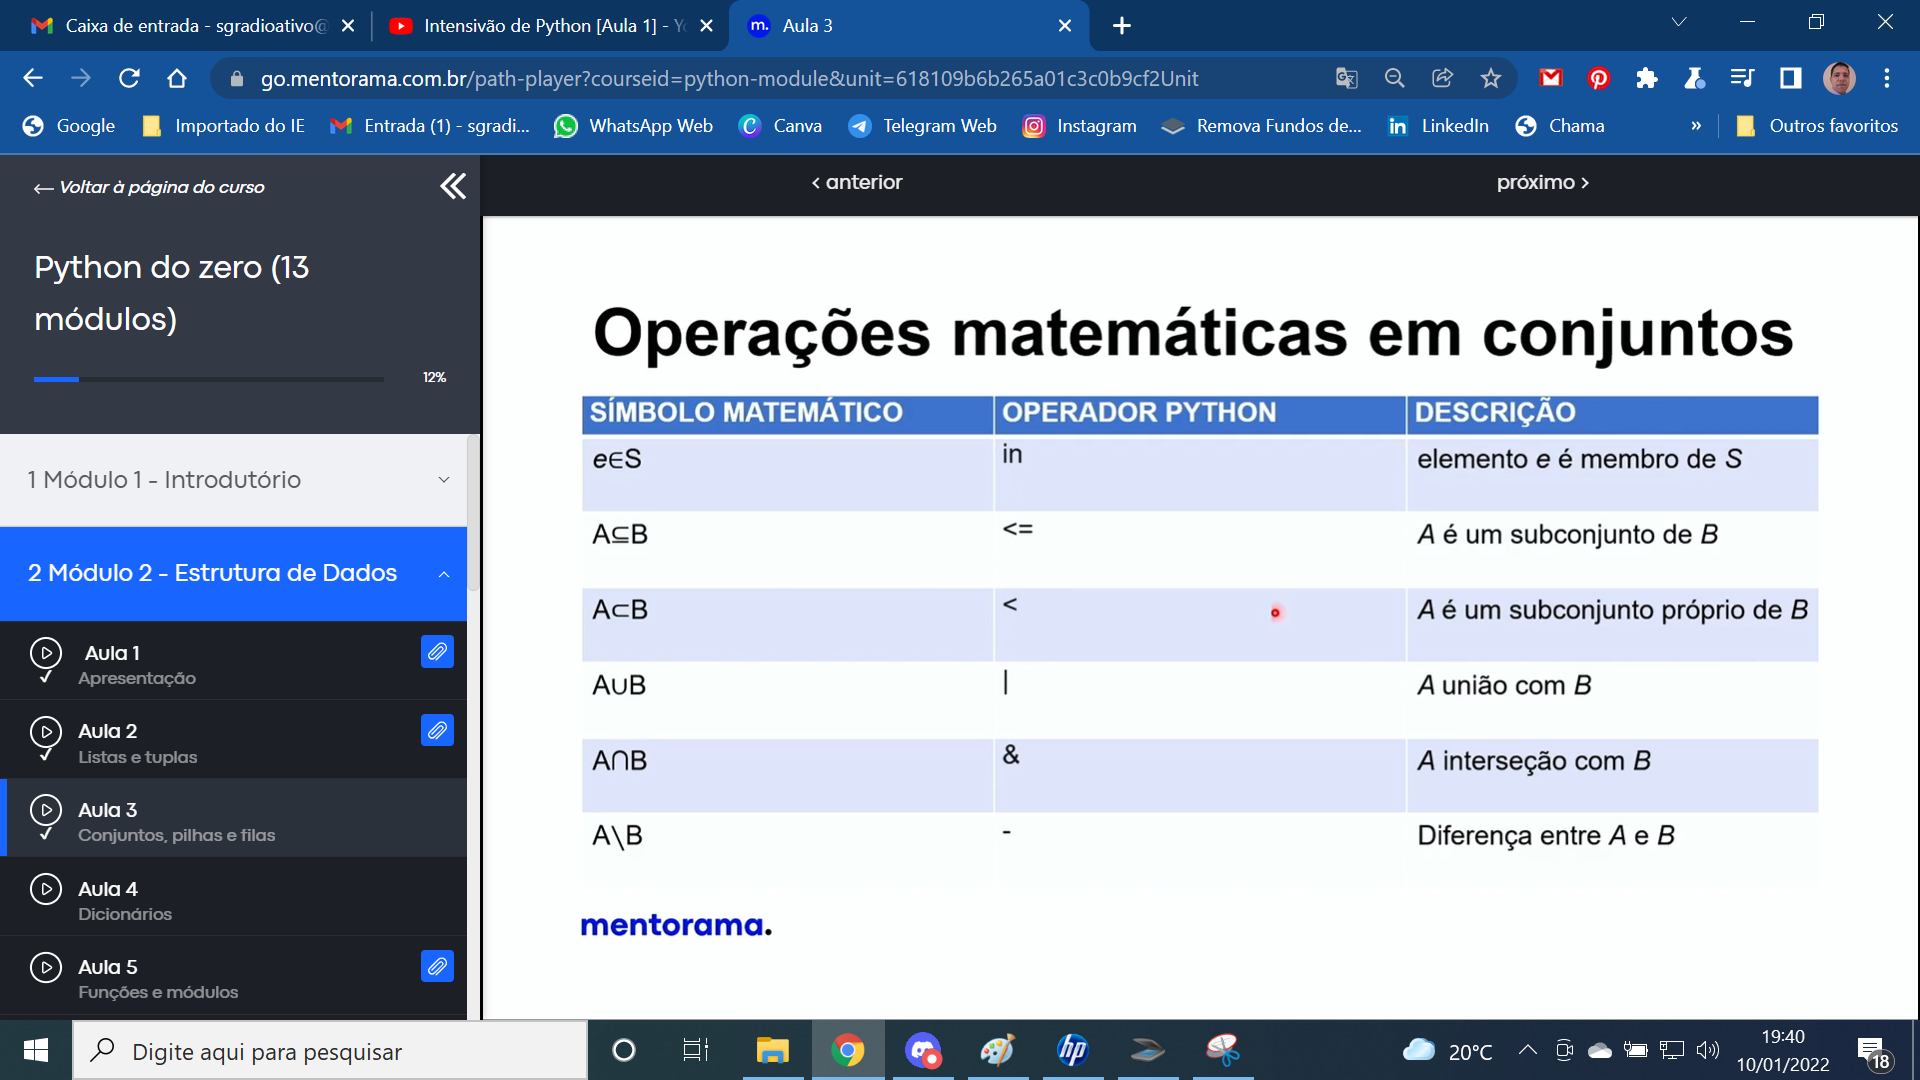 Caixa de entrada - sgradioativo@
Intensivão de Python [Aula 1] - Yo
m. Aula 3
go.mentorama.com.br/path-player?courseid=python-module&unit=618109b6b265a01c3c0b9cf2Unit
Google
Importado do IE
Entrada (1) - sgradi...
WhatsApp Web
Canva
Telegram Web
Instagram
Remova Fundos de...
LinkedIn
Chama
»
Outros favoritos
← Voltar à página do curso
‹ anterior
próximo ›
Python do zero (13
módulos)
12%
1 Módulo 1 - Introdutório
2 Módulo 2 - Estrutura de Dados
Aula 1
Apresentação
Aula 2
Listas e tuplas
Aula 3
Conjuntos, pilhas e filas
Aula 4
Dicionários
Aula 5
Funções e módulos
Operações matemáticas em conjuntos
SÍMBOLO MATEMÁTICO OPERADOR PYTHON DESCRIÇÃO
e∈S in elemento e é membro de S
A⊆B <= A é um subconjunto de B
A⊂B < A é um subconjunto próprio de B
A∪B | A união com B
A∩B & A interseção com B
A\B - Diferença entre A e B
mentorama.
Digite aqui para pesquisar
hp
20°C
19:40
10/01/2022
18